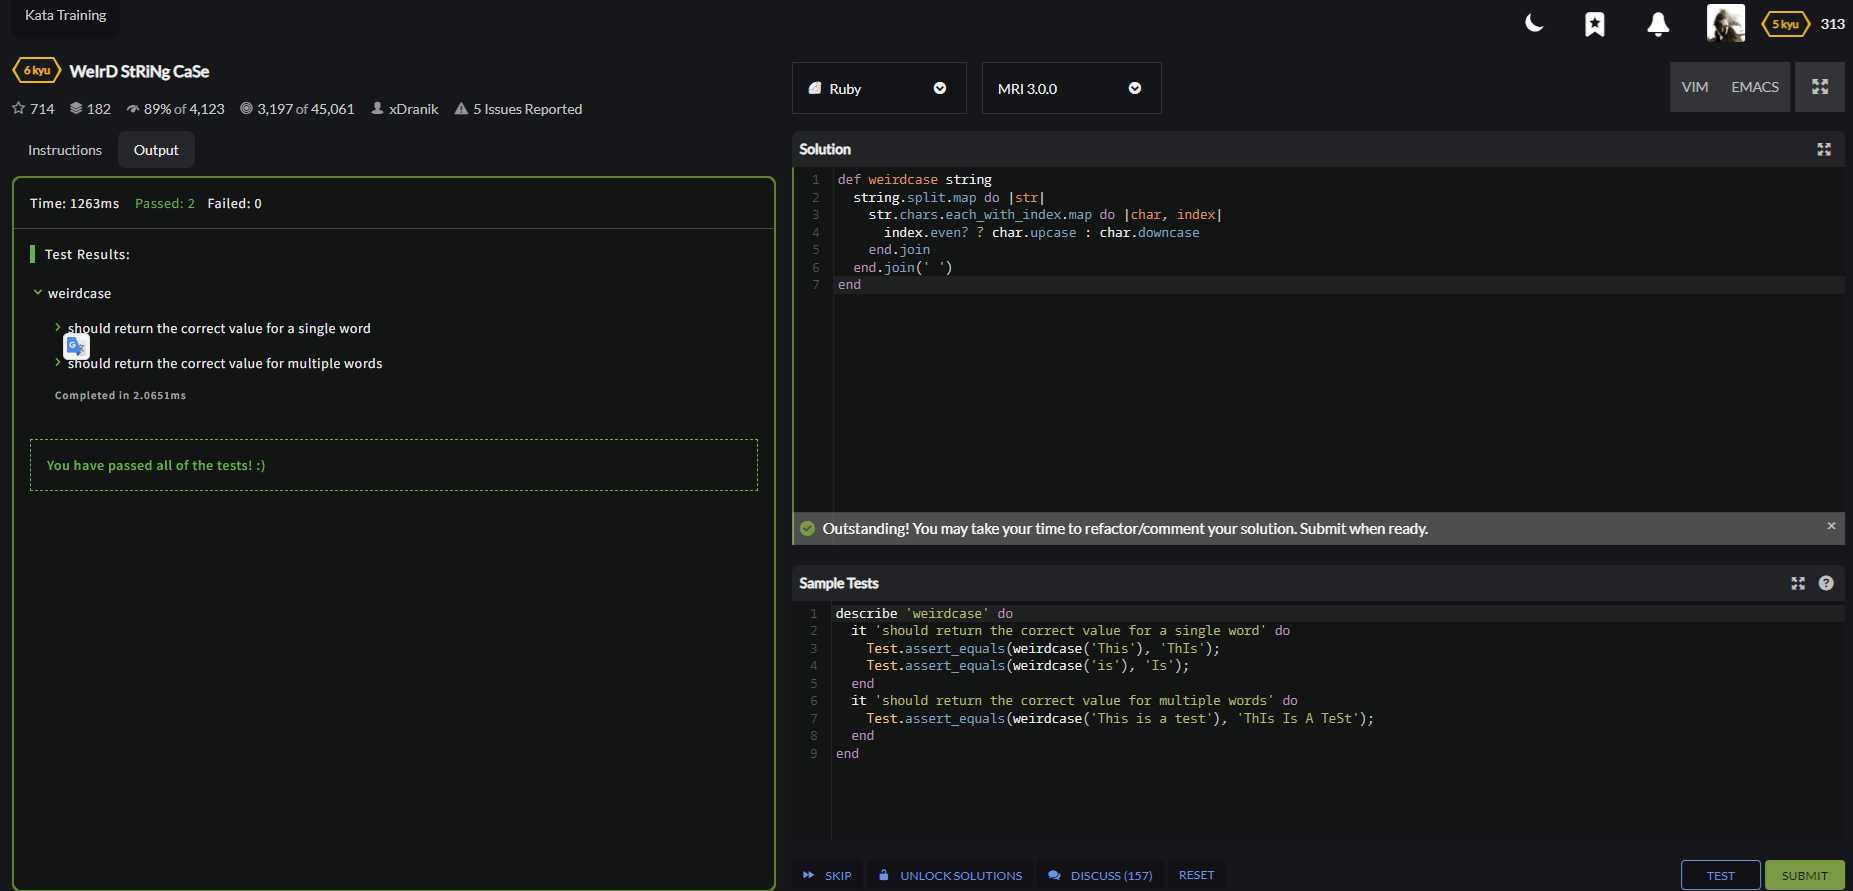 Kata Training
5 kyu 313
6 kyu WeIrD StRiNg CaSe
714 182 89% of 4,123 3,197 of 45,061 xDranik 5 Issues Reported
Instructions Output
Time: 1263ms Passed: 2 Failed: 0
Test Results:
weirdcase
should return the correct value for a single word
should return the correct value for multiple words
Completed in 2.0651ms
You have passed all of the tests! :)
Ruby MRI 3.0.0 VIM EMACS
Solution
1 def weirdcase string
2 string.split.map do |str|
3 str.chars.each_with_index.map do |char, index|
4 index.even? ? char.upcase : char.downcase
5 end.join
6 end.join(' ')
7 end
Outstanding! You may take your time to refactor/comment your solution. Submit when ready. ×
Sample Tests ?
1 describe 'weirdcase' do
2 it 'should return the correct value for a single word' do
3 Test.assert_equals(weirdcase('This'), 'ThIs');
4 Test.assert_equals(weirdcase('is'), 'Is');
5 end
6 it 'should return the correct value for multiple words' do
7 Test.assert_equals(weirdcase('This is a test'), 'ThIs Is A TeSt');
8 end
9 end
SKIP UNLOCK SOLUTIONS DISCUSS (157) RESET TEST SUBMIT